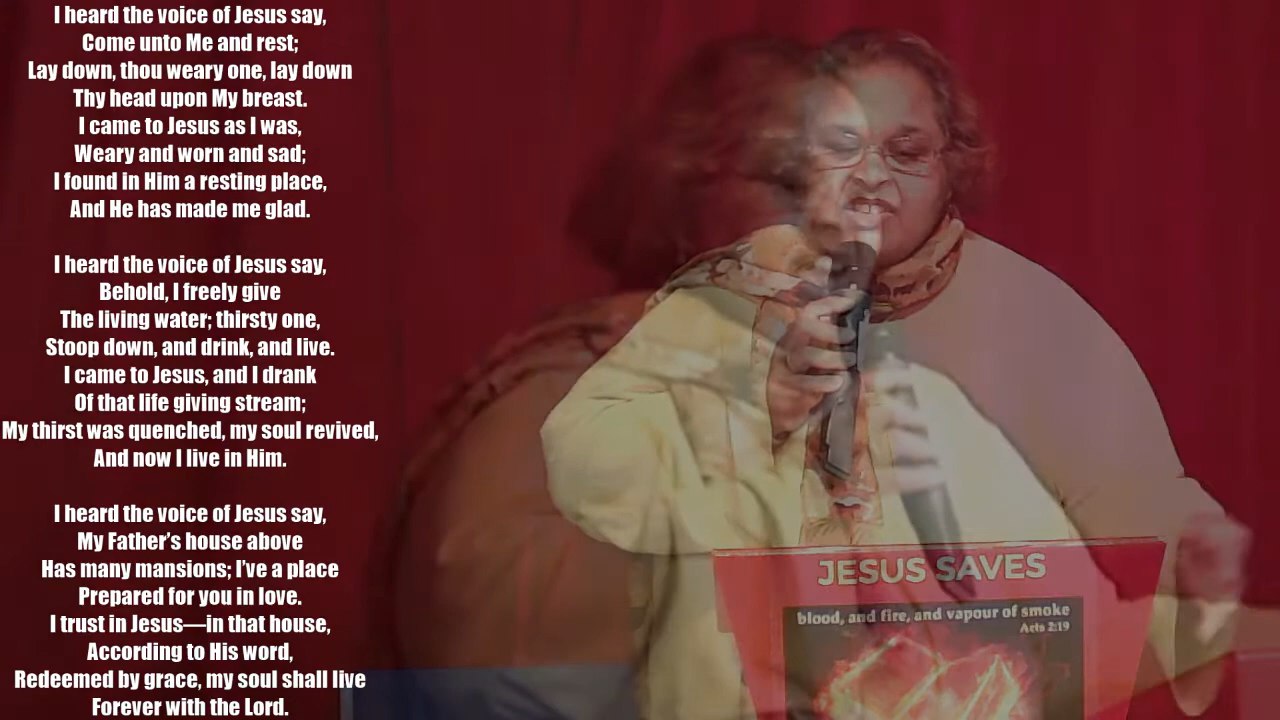 I heard the voice of Jesus say,
Come unto Me and rest;
Lay down, thou weary one, lay down
Thy head upon My breast.
I came to Jesus as I was,
Weary and worn and sad;
I found in Him a resting place,
And He has made me glad.
I heard the voice of Jesus say,
Behold, I freely give
The living water; thirsty one,
Stoop down, and drink, and live.
I came to Jesus, and I drank
Of that life giving stream;
My thirst was quenched, my soul revived,
And now I live in Him.
I heard the voice of Jesus say,
My Father’s house above
Has many mansions; I’ve a place
Prepared for you in love.
I trust in Jesus—in that house,
According to His word,
Redeemed by grace, my soul shall live
Forever with the Lord.
JESUS SAVES
blood, and fire, and vapour of smoke
Acts 2:19